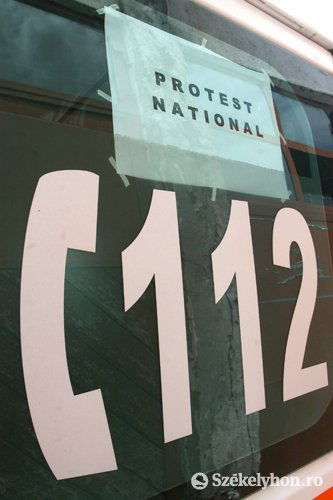 PROTEST
NATIONAL
112
Székelyhon.ro